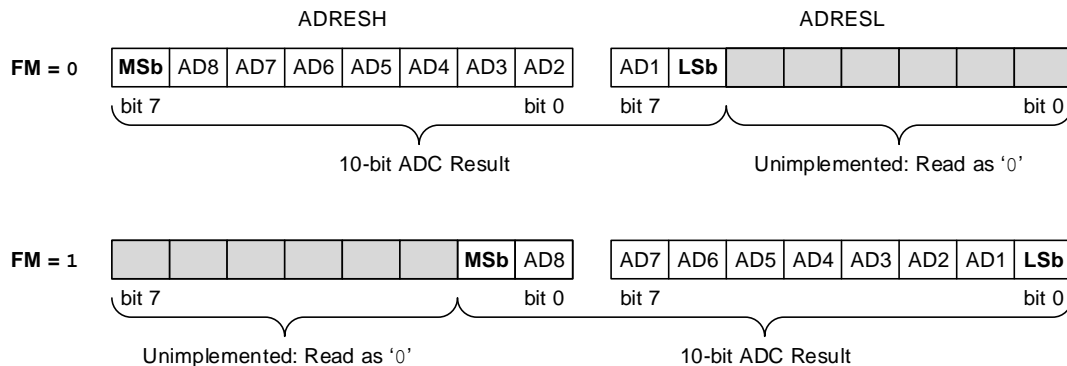 ADRESH ADRESL
FM = 0 MSb AD8 AD7 AD6 AD5 AD4 AD3 AD2 AD1 LSb
bit 7 bit 0 bit 7 bit 0
10-bit ADC Result Unimplemented: Read as ‘0’
FM = 1 MSb AD8 AD7 AD6 AD5 AD4 AD3 AD2 AD1 LSb
bit 7 bit 0 bit 7 bit 0
Unimplemented: Read as ‘0’ 10-bit ADC Result